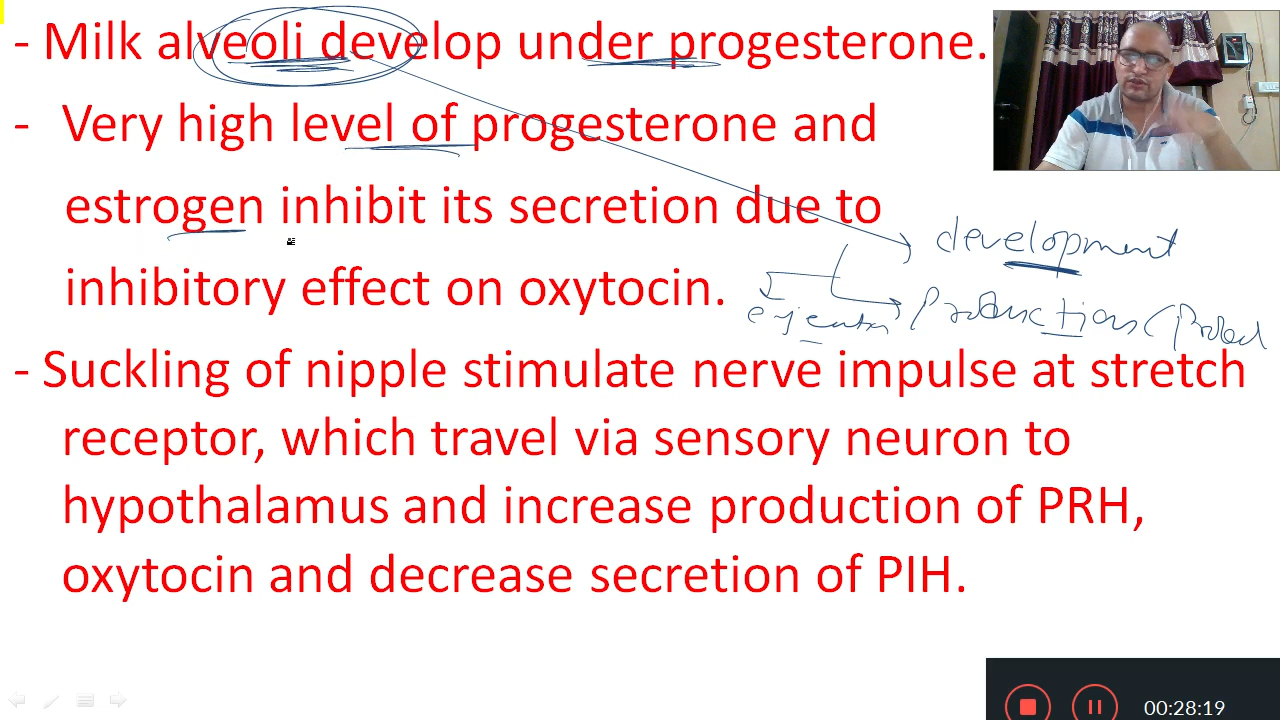 - Milk alveoli develop under progesterone.
- Very high level of progesterone and
estrogen inhibit its secretion due to
development
inhibitory effect on oxytocin.
ejection Production (Prolact
- Suckling of nipple stimulate nerve impulse at stretch
receptor, which travel via sensory neuron to
hypothalamus and increase production of PRH,
oxytocin and decrease secretion of PIH.
00:28:19